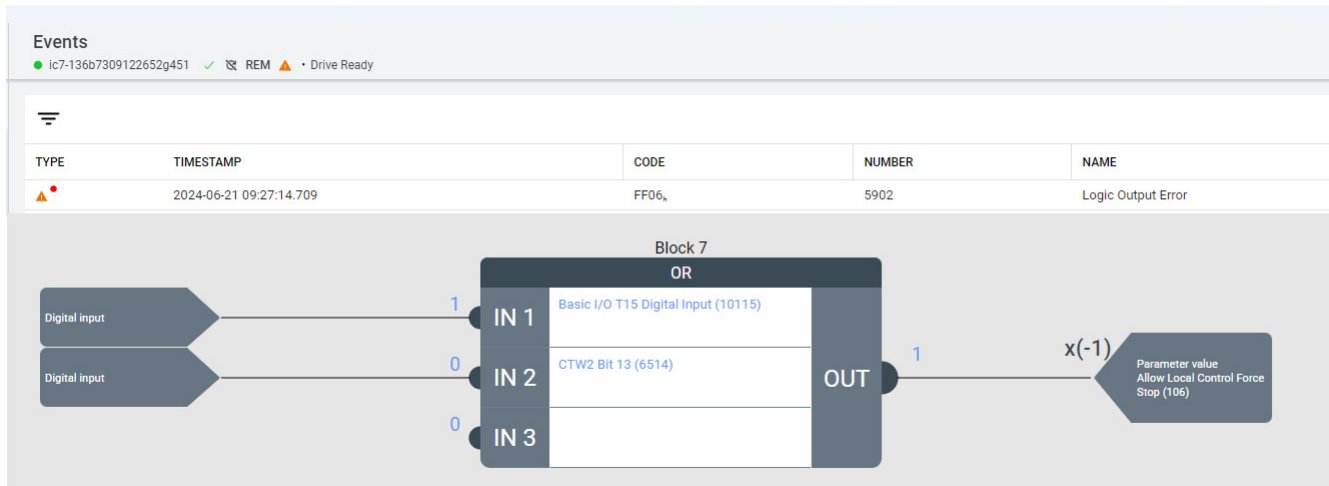 Events
ic7-136b7309122652g451 REM • Drive Ready
TYPE TIMESTAMP CODE NUMBER NAME
2024-06-21 09:27:14.709 FF06ₕ 5902 Logic Output Error
Block 7
OR
Digital input 1 IN 1 Basic I/O T15 Digital Input (10115)
Digital input 0 IN 2 CTW2 Bit 13 (6514)
0 IN 3
OUT 1 x(-1)
Parameter value
Allow Local Control Force
Stop (106)